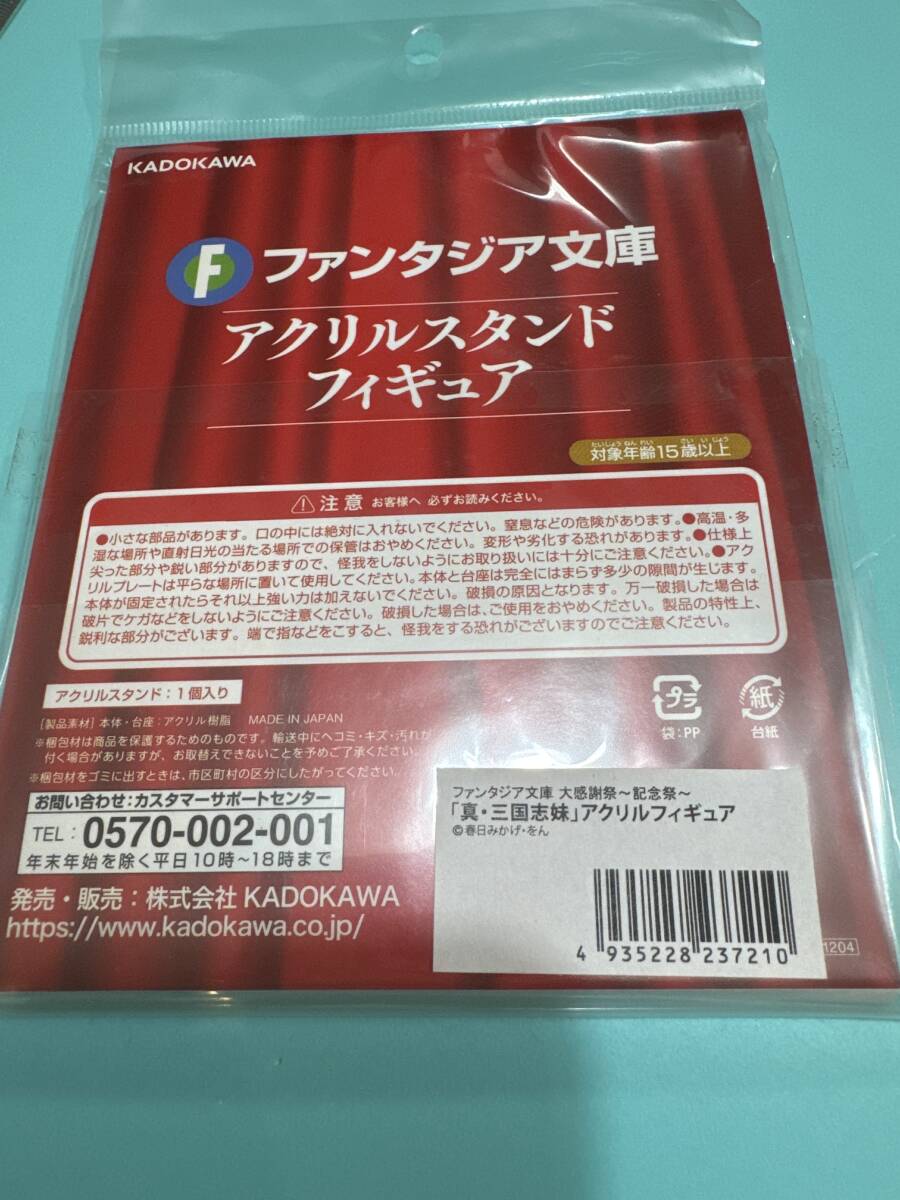 KADOKAWA
F ファンタジア文庫
アクリルスタンド
フィギュア
たいしょうねんれい さいいじょう
対象年齢15歳以上
注意 お客様へ 必ずお読みください。
●小さな部品があります。口の中には絶対に入れないでください。窒息などの危険があります。●高温・多
湿な場所や直射日光の当たる場所での保管はおやめください。変形や劣化する恐れがあります。●仕様上
尖った部分や鋭い部分がありますので、怪我をしないようにお取り扱いには十分にご注意ください。●アク
リルプレートは平らな場所に置いて使用してください。本体と台座は完全にはまらず多少の隙間が生じます。
本体が固定されたらそれ以上強い力は加えないでください。破損の原因となります。万一破損した場合は
破片でケガなどをしないようにご注意ください。破損した場合は、ご使用をおやめください。製品の特性上、
鋭利な部分がございます。端で指などをこすると、怪我をする恐れがございますのでご注意ください。
アクリルスタンド：1個入り
[製品素材] 本体・台座：アクリル樹脂 MADE IN JAPAN
※梱包材は商品を保護するためのものです。輸送中にヘコミ・キズ・汚れが
付く場合がありますが、お取替えできないことを予めご了承ください。
※梱包材をゴミに出すときは、市区町村の区分にしたがってください。
プラ
袋：PP
紙
台紙
お問い合わせ：カスタマーサポートセンター
TEL：0570-002-001
年末年始を除く平日10時〜18時まで
発売・販売：株式会社 KADOKAWA
https://www.kadokawa.co.jp/
ファンタジア文庫 大感謝祭〜記念祭〜
「真・三国志妹」アクリルフィギュア
©春日みかげ・をん
4 935228 237210
1204